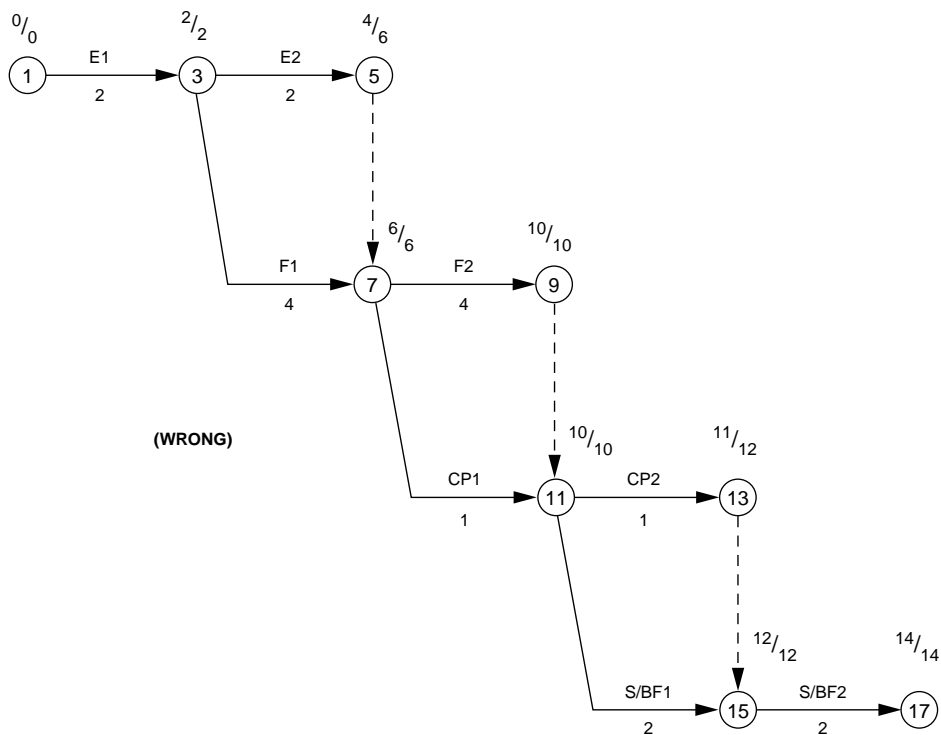 0/0 2/2 4/6
1 E1 3 E2 5
2 2
6/6 10/10
F1 7 F2 9
4 4
(WRONG)
10/10 11/12
CP1 11 CP2 13
1 1
12/12 14/14
S/BF1 15 S/BF2 17
2 2